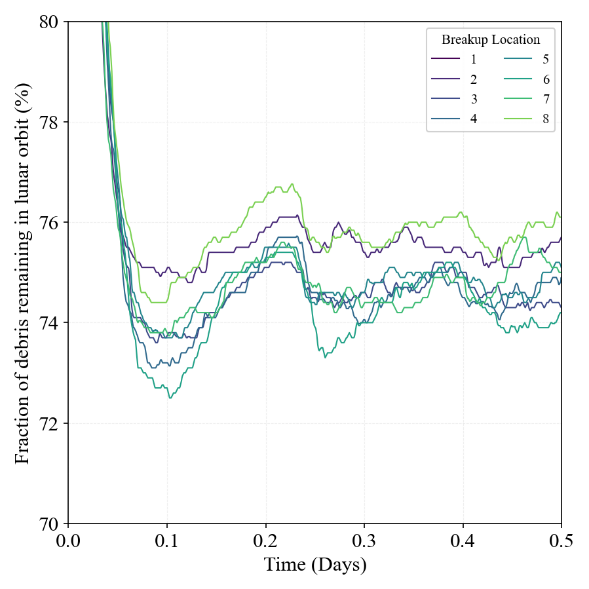 Fraction of debris remaining in lunar orbit (%)
80
78
76
74
72
70
Breakup Location
1 5
2 6
3 7
4 8
0.0 0.1 0.2 0.3 0.4 0.5
Time (Days)